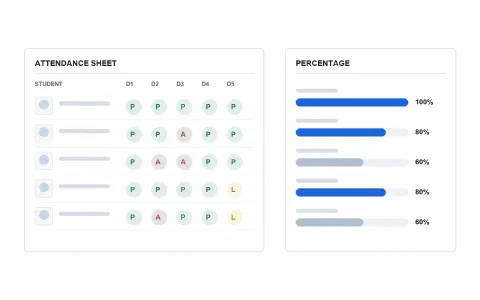 ATTENDANCE SHEET
STUDENT D1 D2 D3 D4 D5
P P P P P
P P A P P
P A A P P
P P P P L
P A P P L
PERCENTAGE
100%
80%
60%
80%
60%